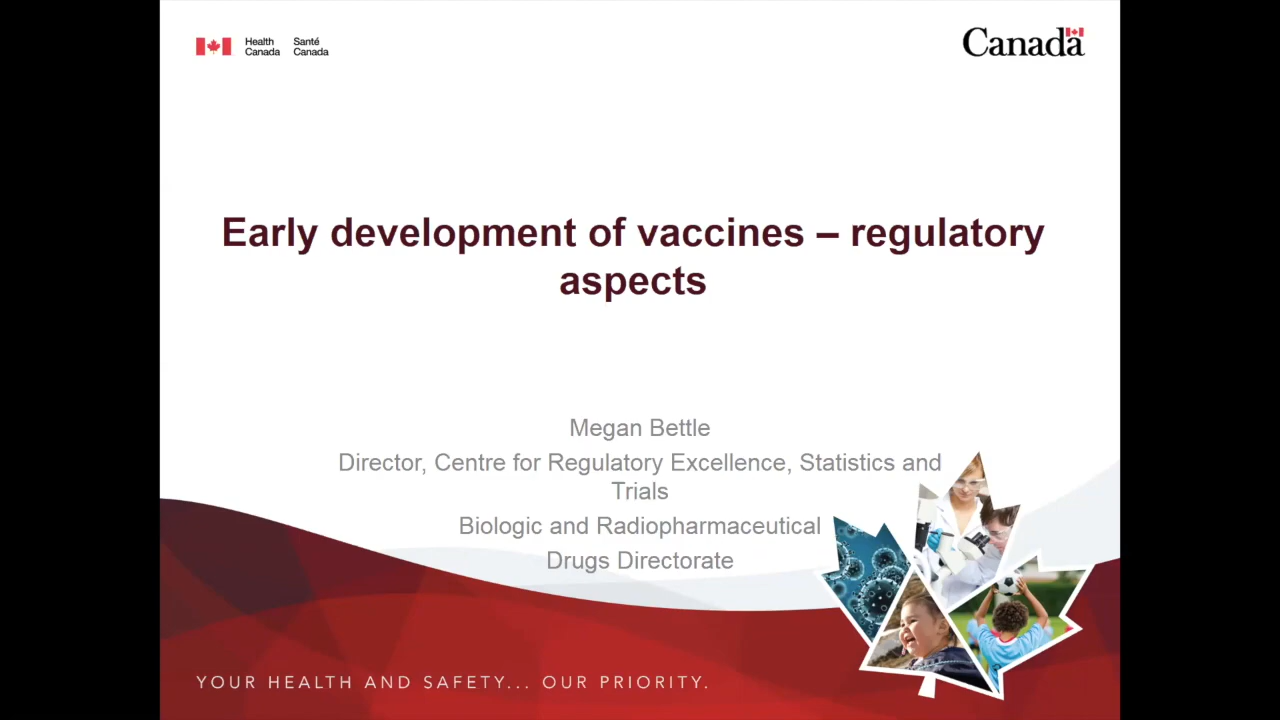 Health Canada
Santé Canada
Canada
Early development of vaccines – regulatory
aspects
Megan Bettle
Director, Centre for Regulatory Excellence, Statistics and
Trials
Biologic and Radiopharmaceutical
Drugs Directorate
YOUR HEALTH AND SAFETY... OUR PRIORITY.